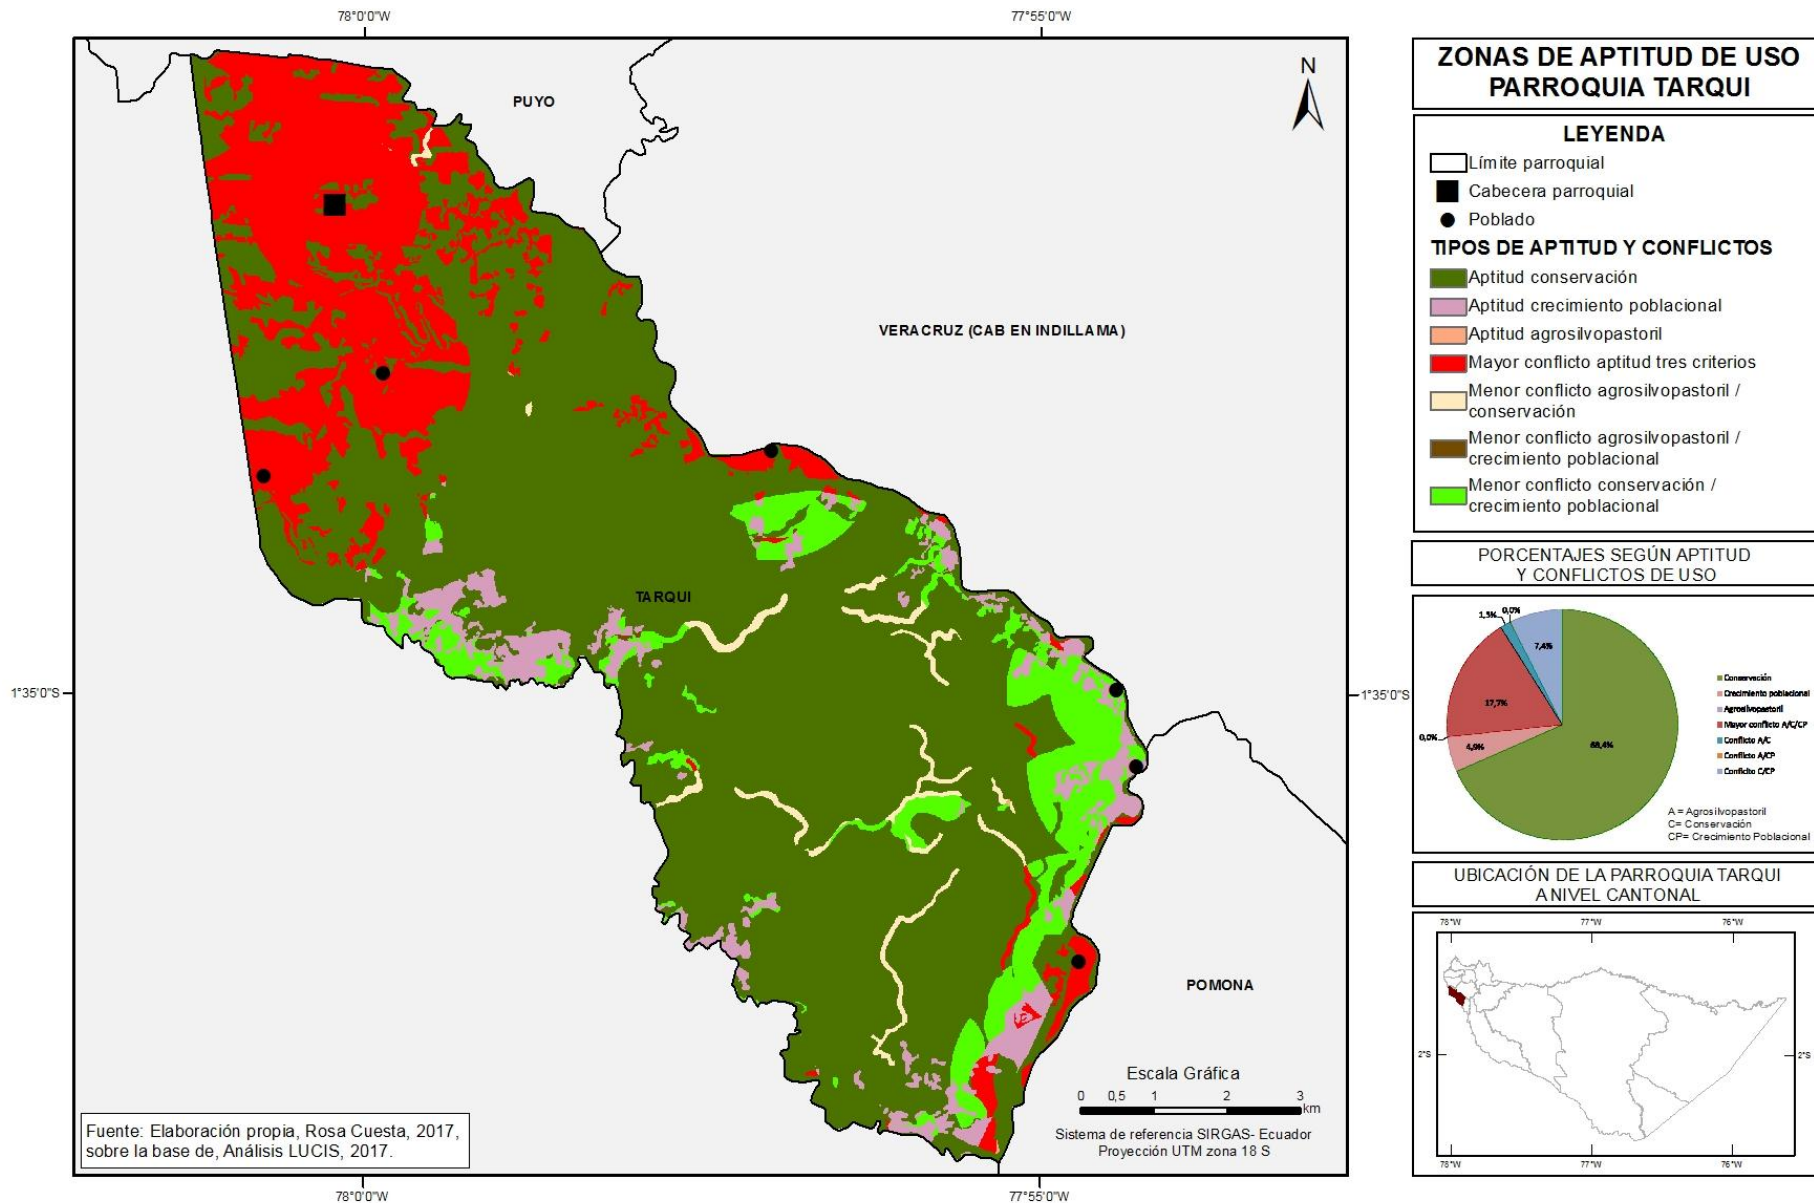 78°0'0"W
77°55'0"W
1°35'0"S
1°35'0"S
78°0'0"W
77°55'0"W
N
PUYO
VERACRUZ (CAB EN INDILLAMA)
TARQUI
POMONA
Escala Gráfica
0 0,5 1 2 3
km
Sistema de referencia SIRGAS- Ecuador
Proyección UTM zona 18 S
Fuente: Elaboración propia, Rosa Cuesta, 2017,
sobre la base de, Análisis LUCIS, 2017.
ZONAS DE APTITUD DE USO
PARROQUIA TARQUI
LEYENDA
Límite parroquial
Cabecera parroquial
Poblado
TIPOS DE APTITUD Y CONFLICTOS
Aptitud conservación
Aptitud crecimiento poblacional
Aptitud agrosilvopastoril
Mayor conflicto aptitud tres criterios
Menor conflicto agrosilvopastoril /
conservación
Menor conflicto agrosilvopastoril /
crecimiento poblacional
Menor conflicto conservación /
crecimiento poblacional
PORCENTAJES SEGÚN APTITUD
Y CONFLICTOS DE USO
1,5%
0,0%
7,4%
17,7%
0,0%
4,9%
68,4%
Conservación
Crecimiento poblacional
Agrosilvopastoril
Mayor conflicto A/C/CP
Conflicto A/C
Conflicto A/CP
Conflicto C/CP
A = Agrosilvopastoril
C= Conservación
CP= Crecimiento Poblacional
UBICACIÓN DE LA PARROQUIA TARQUI
A NIVEL CANTONAL
78°W
77°W
76°W
2°S
2°S
78°W
77°W
76°W